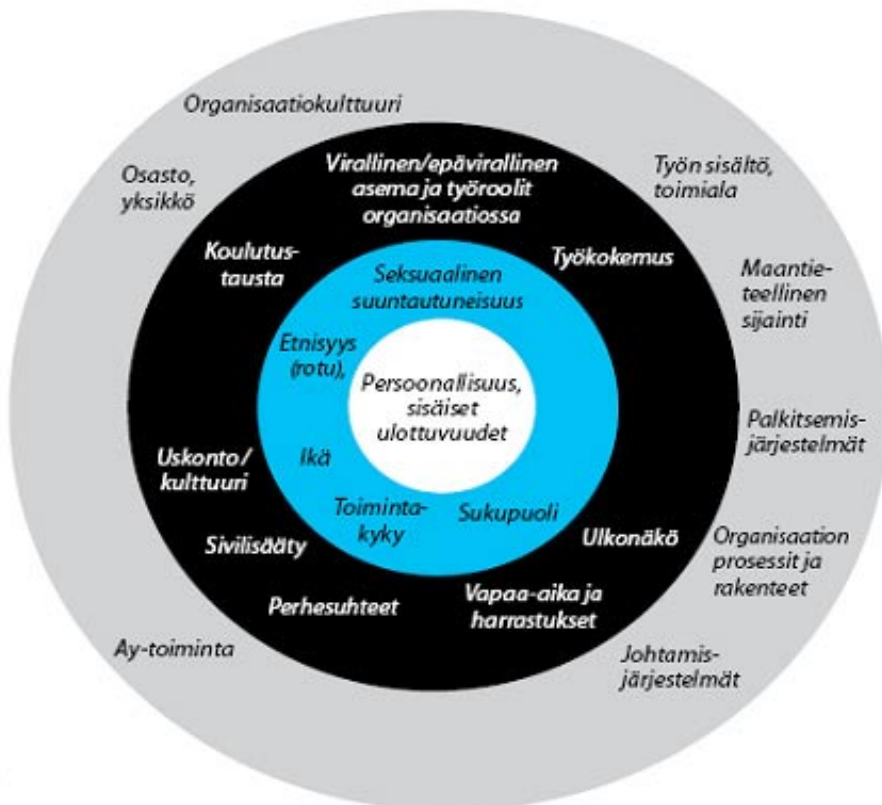 Organisaatiokulttuuri
Osasto,
yksikkö
Virallinen/epävirallinen
asema ja työroolit
organisaatiossa
Työn sisältö,
toimiala
Koulutus-
tausta
Työkokemus
Maantie-
teellinen
sijainti
Seksuaalinen
suuntautuneisuus
Etnisyys
(rotu),
Persoonallisuus,
sisäiset
ulottuvuudet
Palkitsemis-
järjestelmät
Uskonto/
kulttuuri
Ikä
Toiminta-
kyky
Sukupuoli
Ulkonäkö
Organisaation
prosessit ja
rakenteet
Sivilisääty
Perhesuhteet
Vapaa-aika ja
harrastukset
Ay-toiminta
Johtamis-
järjestelmät